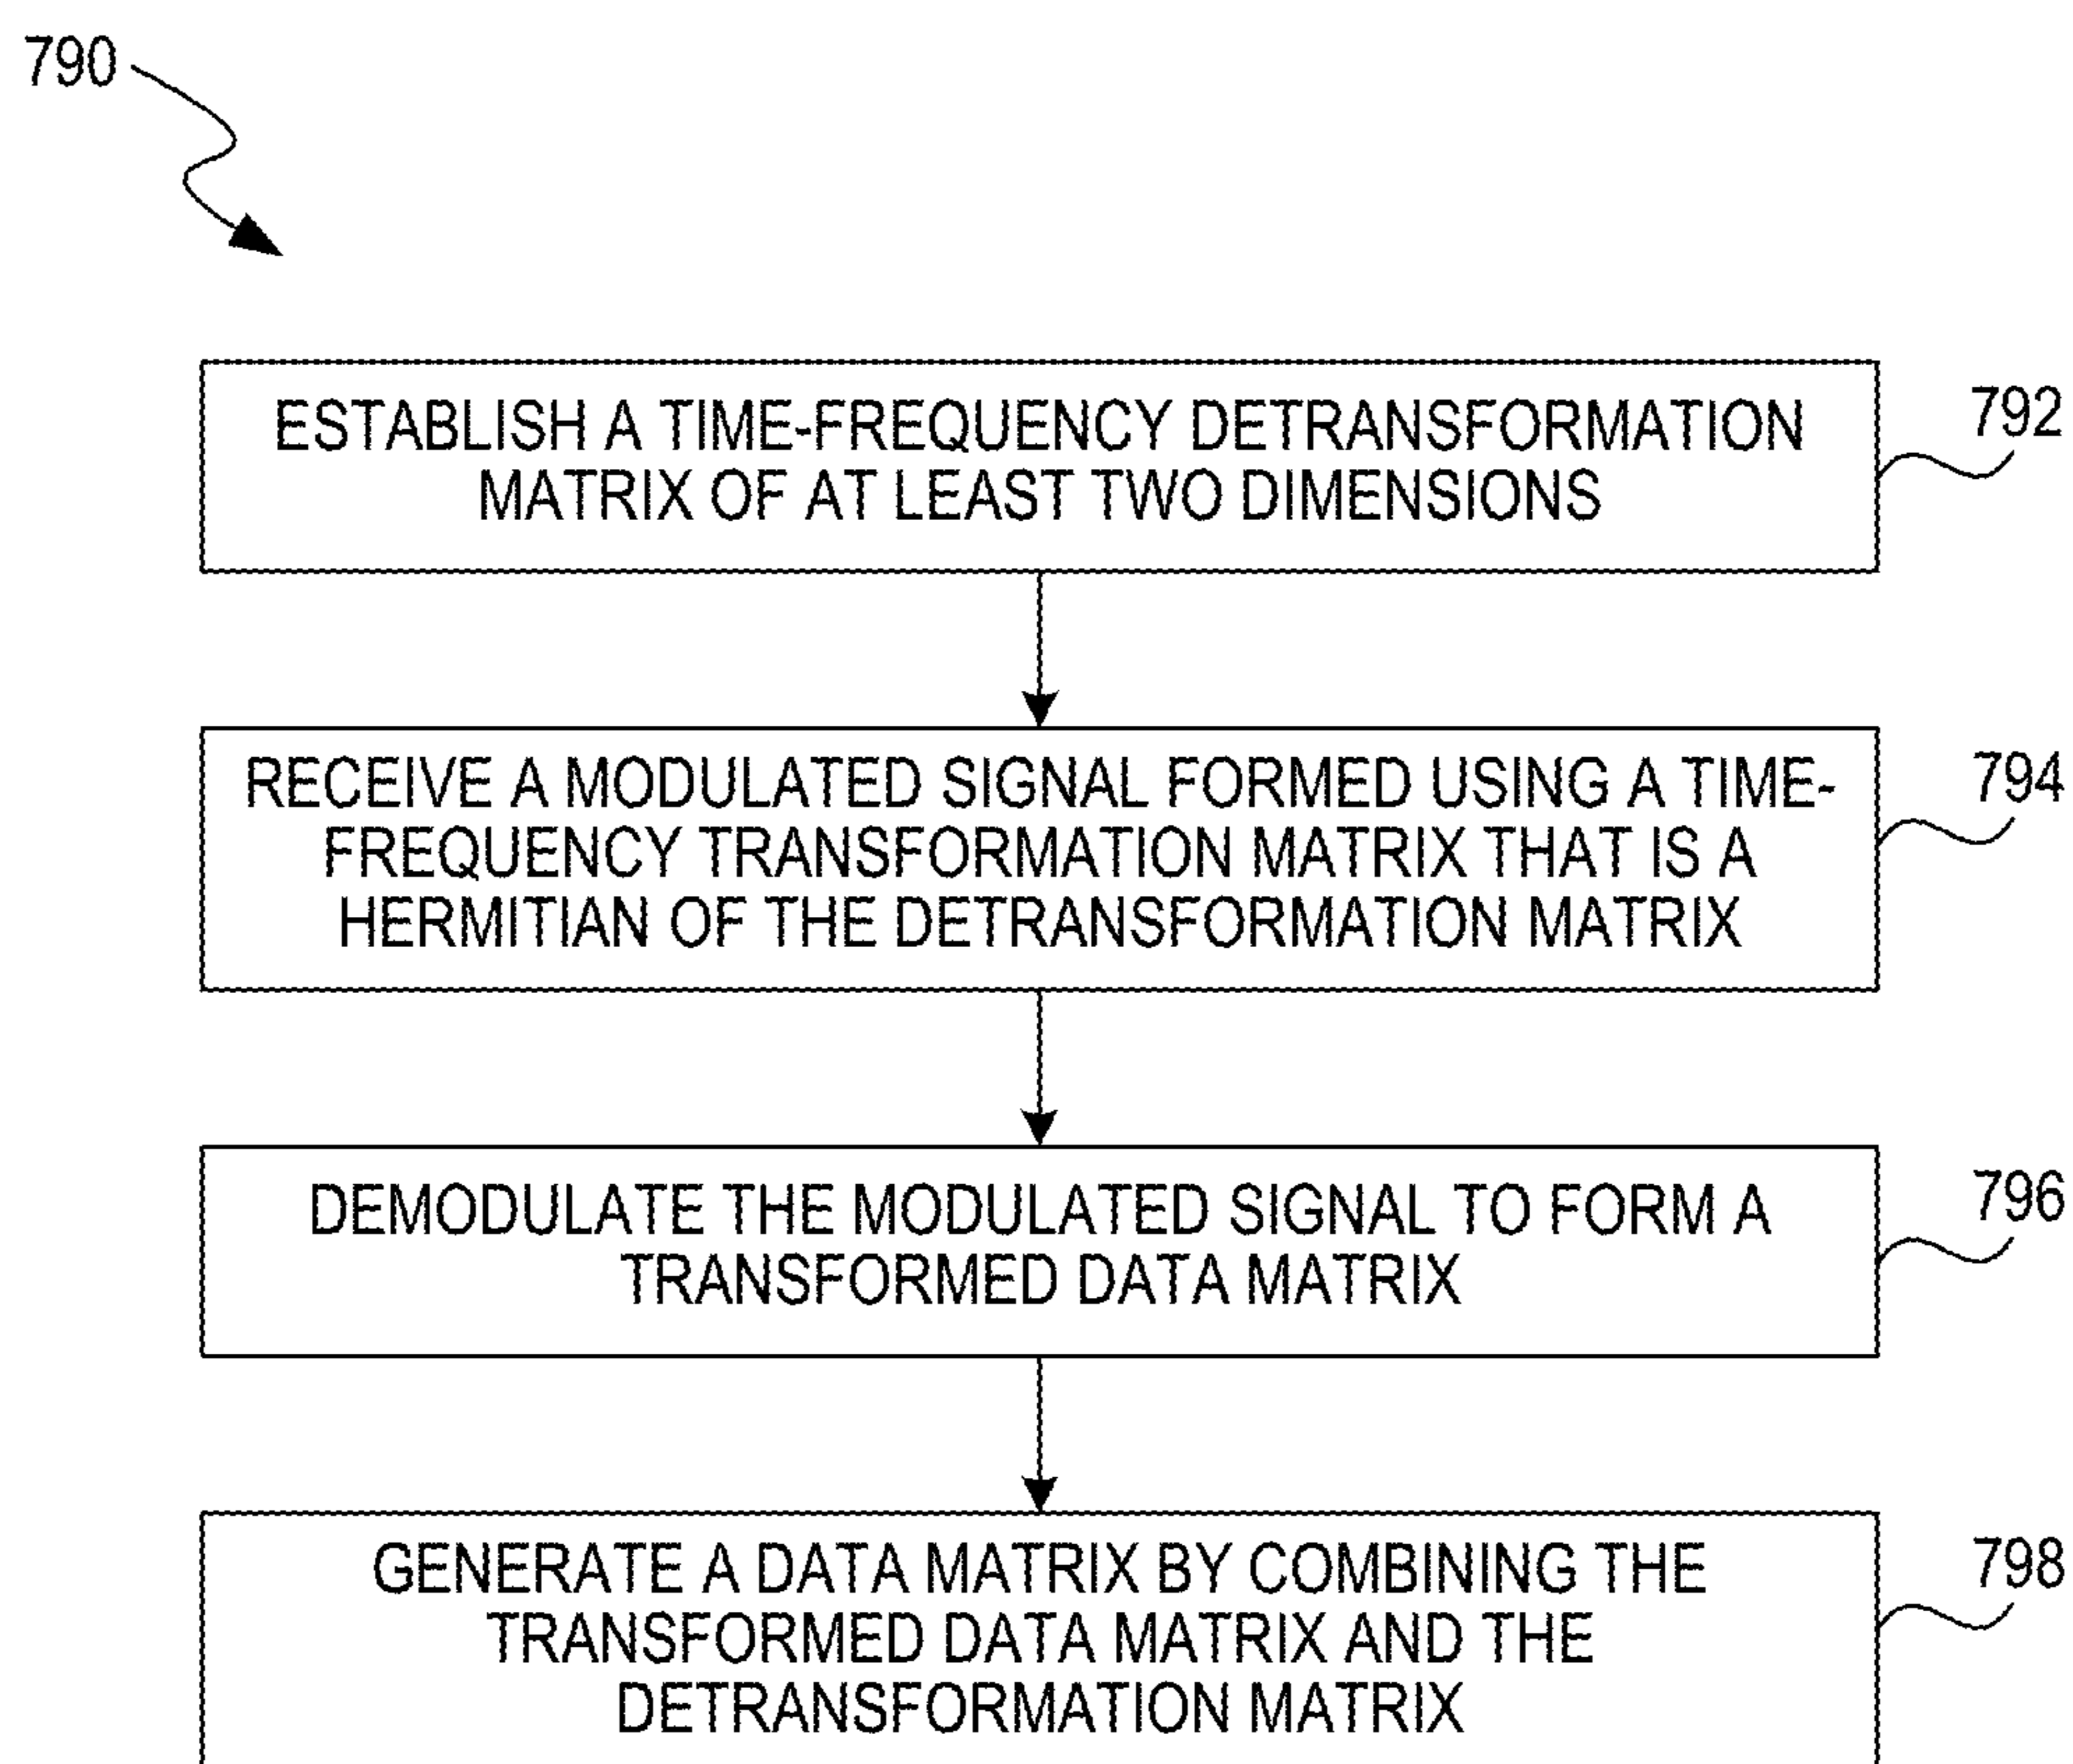 790
ESTABLISH A TIME-FREQUENCY DETRANSFORMATION
MATRIX OF AT LEAST TWO DIMENSIONS
792
RECEIVE A MODULATED SIGNAL FORMED USING A TIME-
FREQUENCY TRANSFORMATION MATRIX THAT IS A
HERMITIAN OF THE DETRANSFORMATION MATRIX
794
DEMODULATE THE MODULATED SIGNAL TO FORM A
TRANSFORMED DATA MATRIX
796
GENERATE A DATA MATRIX BY COMBINING THE
TRANSFORMED DATA MATRIX AND THE
DETRANSFORMATION MATRIX
798